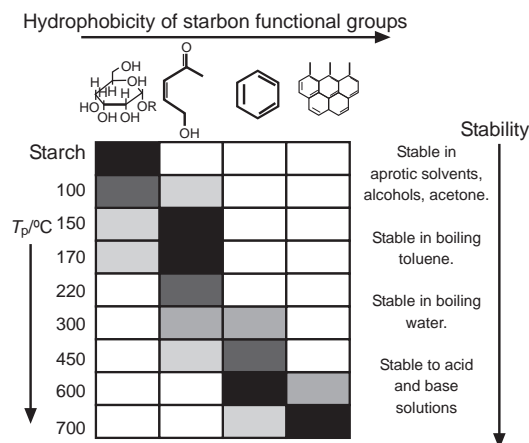 Hydrophobicity of starbon functional groups
O
OH
H
OH
H
H
O
HO
HO
H
OR
H
OH
OH
Stability
Starch
100
150
Tp/ºC
170
220
300
450
600
700
Stable in
aprotic solvents,
alcohols, acetone.
Stable in boiling
toluene.
Stable in boiling
water.
Stable to acid
and base
solutions